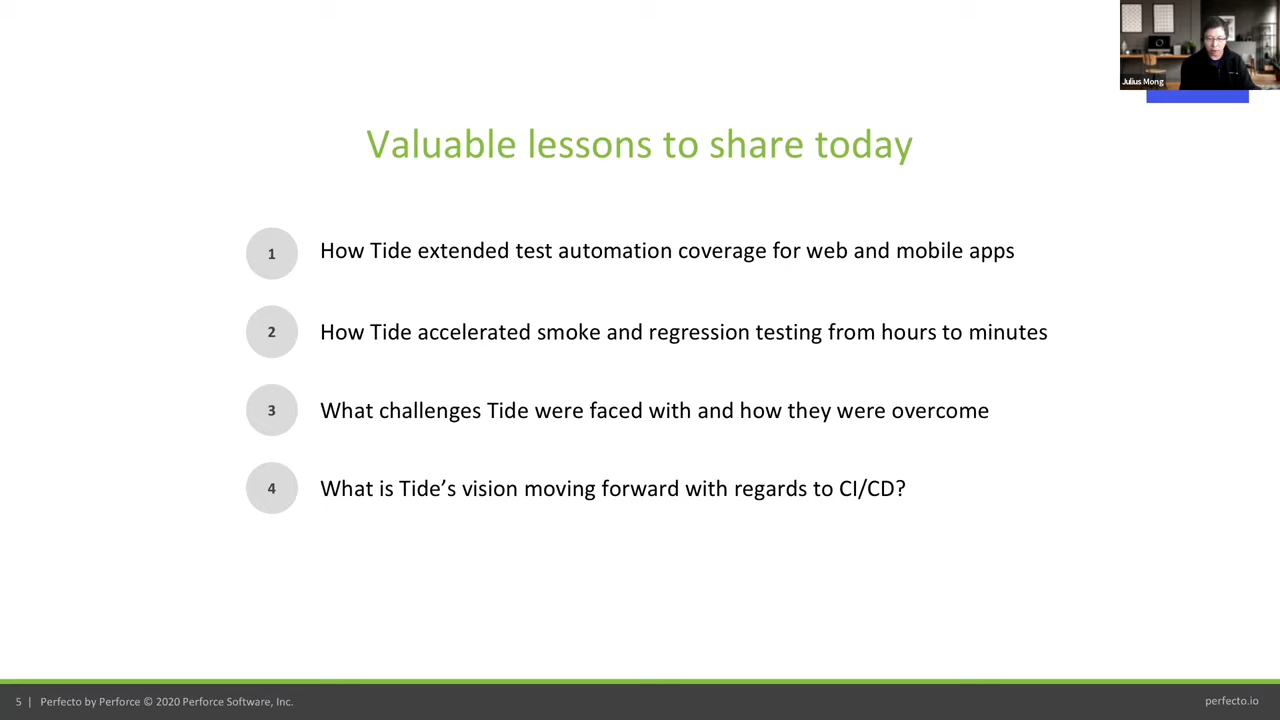 Julius Mong
Valuable lessons to share today
1 How Tide extended test automation coverage for web and mobile apps
2 How Tide accelerated smoke and regression testing from hours to minutes
3 What challenges Tide were faced with and how they were overcome
4 What is Tide’s vision moving forward with regards to CI/CD?
5 | Perfecto by Perforce © 2020 Perforce Software, Inc. perfecto.io